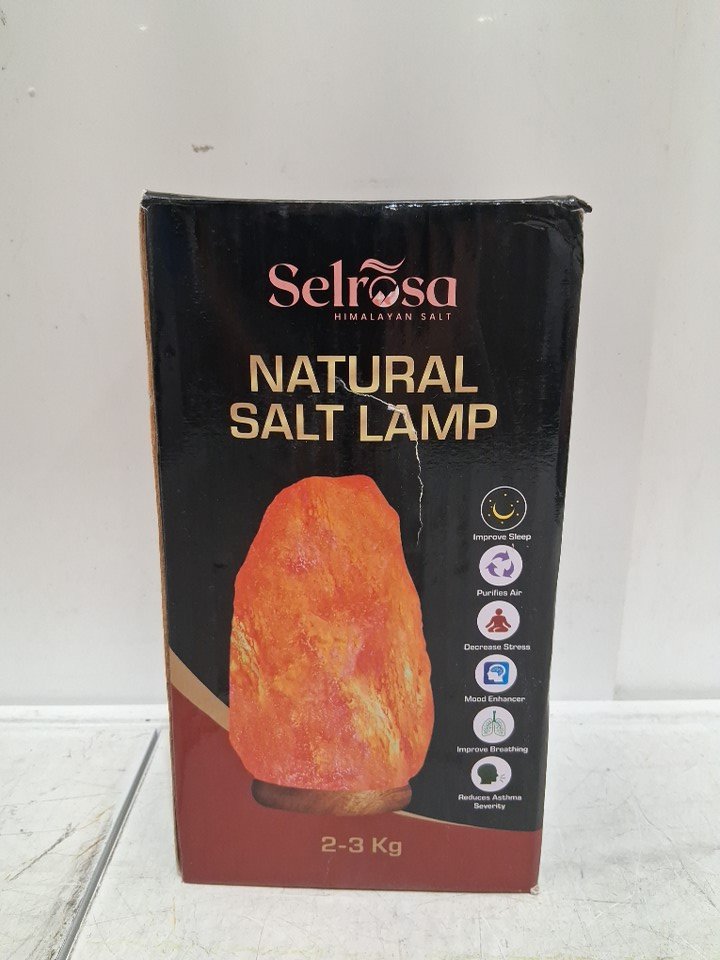 Selrosa
HIMALAYAN SALT
NATURAL
SALT LAMP
Improve Sleep
Purifies Air
Decrease Stress
Mood Enhancer
Improve Breathing
Reduces Asthma
Severity
2-3 Kg